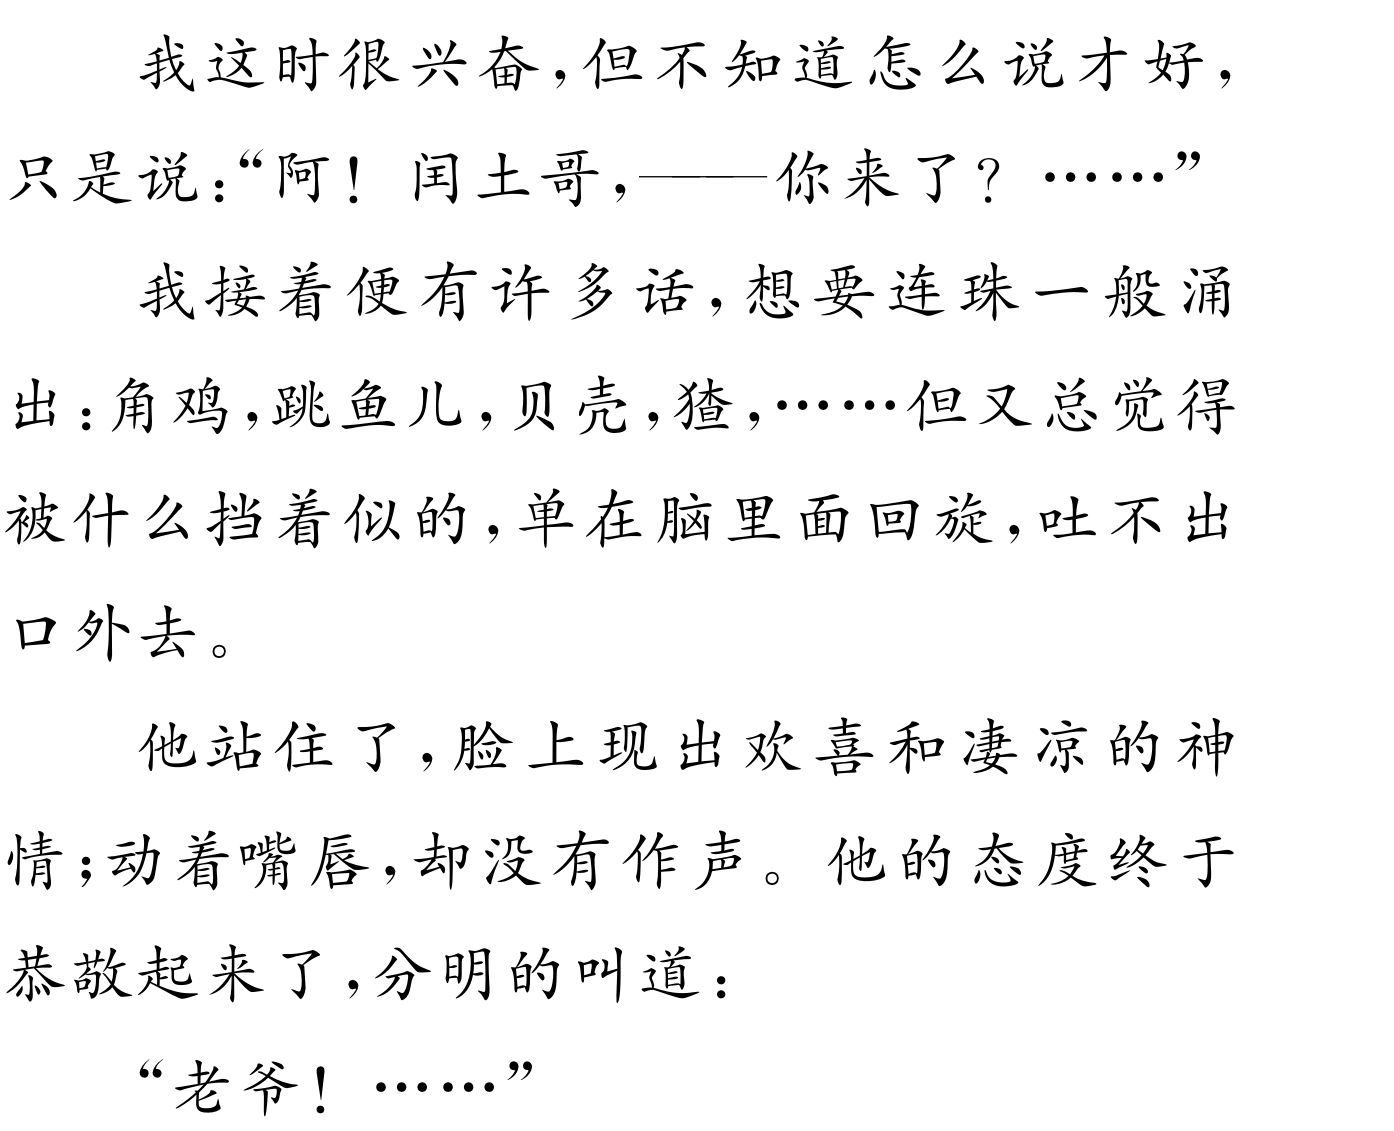 我这时很兴奋,但不知道怎么说才好,
只是说:“阿! 闰土哥,——你来了? ……”
我接着便有许多话,想要连珠一般涌
出:角鸡,跳鱼儿,贝壳,猹,……但又总觉得
被什么挡着似的,单在脑里面回旋,吐不出
口外去。
他站住了,脸上现出欢喜和凄凉的神
情;动着嘴唇,却没有作声。他的态度终于
恭敬起来了,分明的叫道:
“老爷! ……”